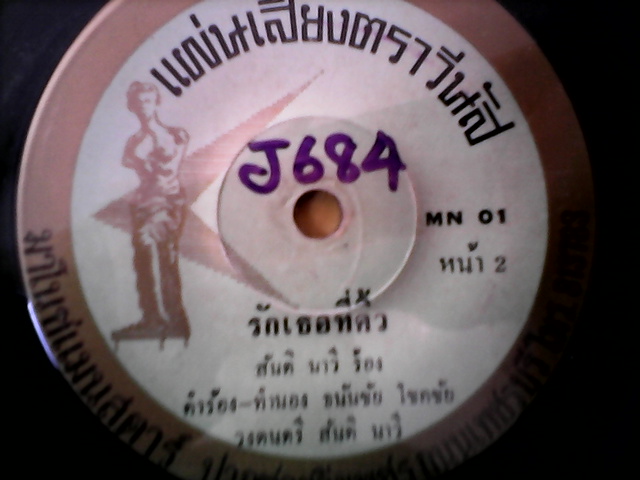 แผ่นเสียงตราวีนัส
J684
MN 01
หน้า 2
รักเธอที่คิ้ว
สันติ นาวี ร้อง
คำร้อง-ทำนอง ธนันชัย โชคชัย
วงดนตรี สันติ นาวี